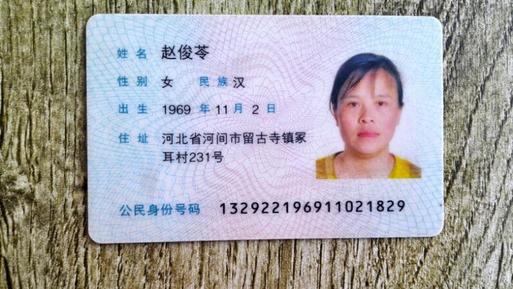 姓名 赵俊苓
性别 女 民族 汉
出生 1969 年 11 月 2 日
住址 河北省河间市留古寺镇冢
耳村231号
公民身份号码 132922196911021829